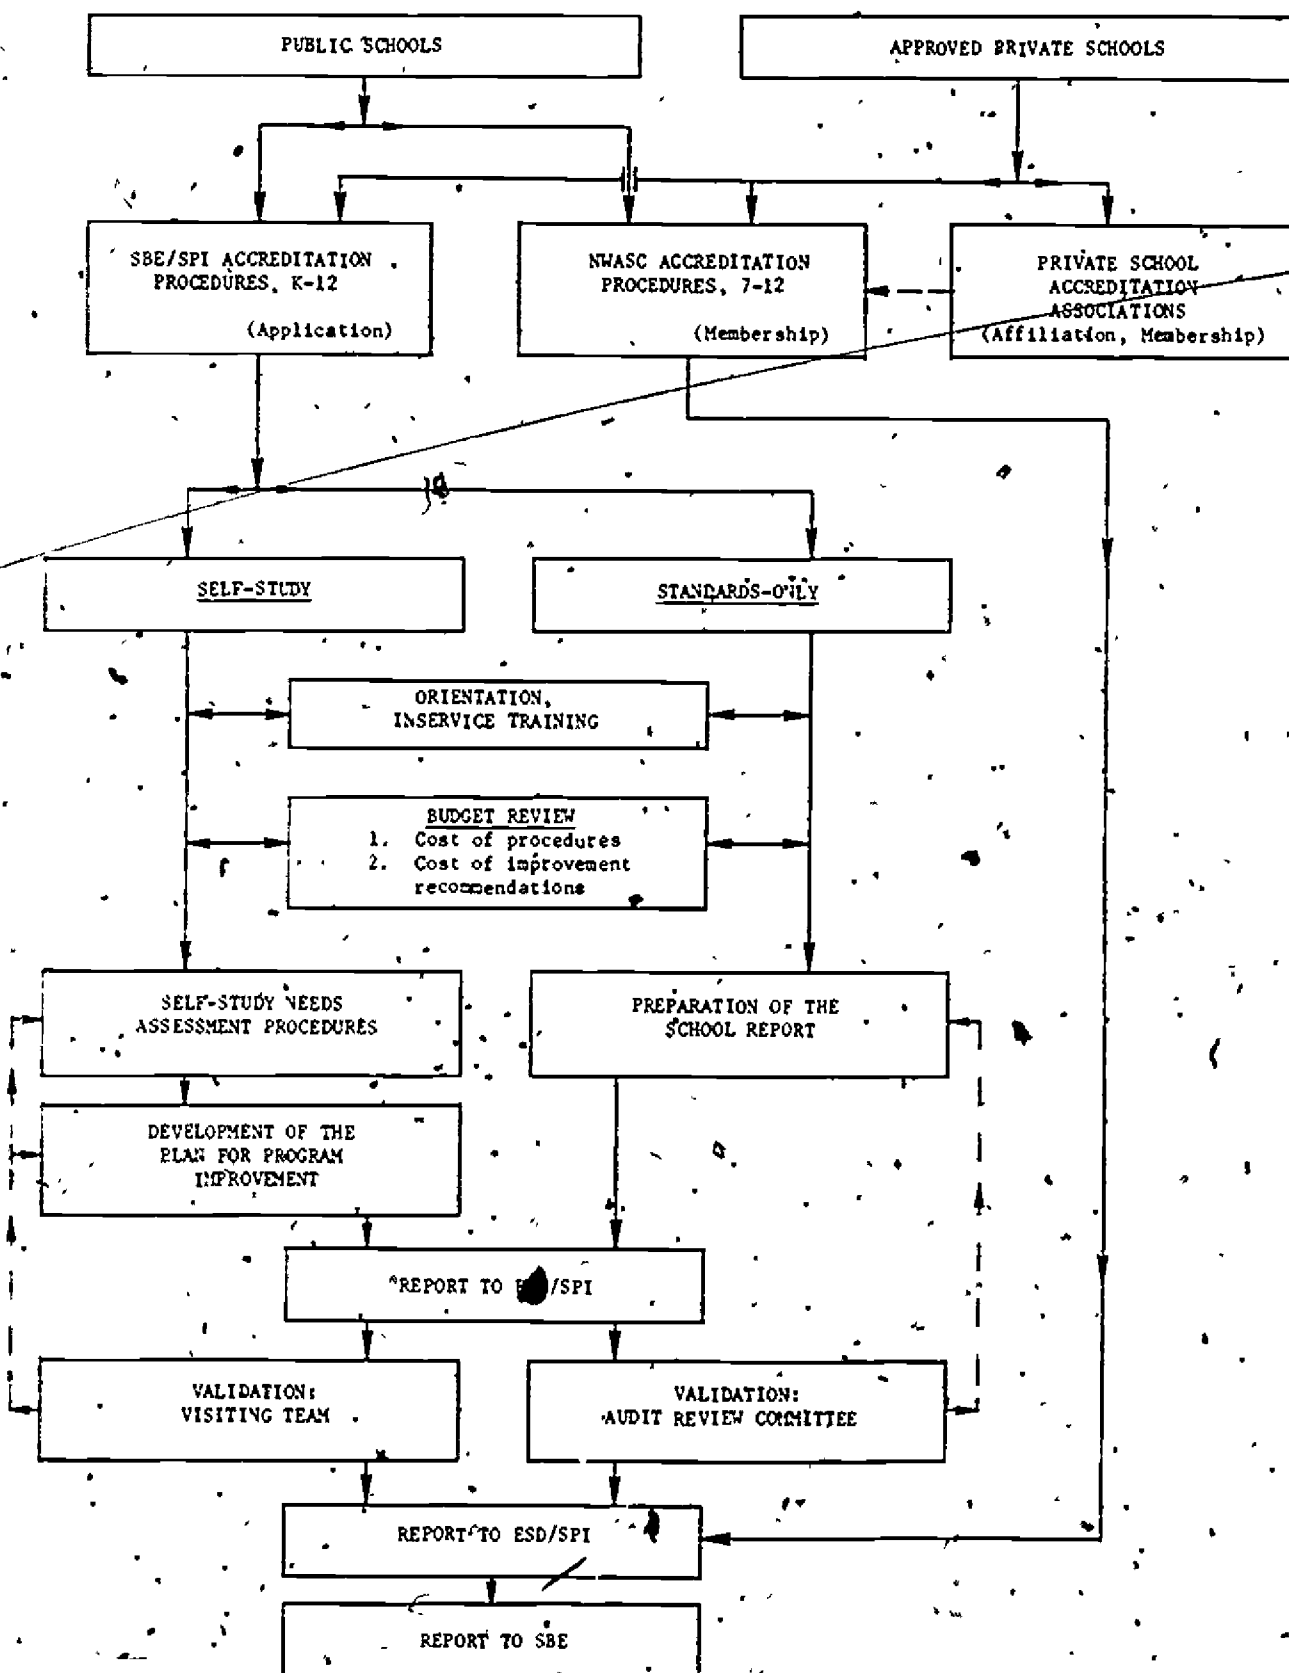 PUBLIC SCHOOLS
APPROVED PRIVATE SCHOOLS
SBE/SPI ACCREDITATION
PROCEDURES, K-12
(Application)
NWASC ACCREDITATION
PROCEDURES, 7-12
(Membership)
PRIVATE SCHOOL
ACCREDITATION
ASSOCIATIONS
(Affiliation, Membership)
SELF-STUDY
STANDARDS-ONLY
ORIENTATION,
INSERVICE TRAINING
BUDGET REVIEW
1. Cost of procedures
2. Cost of improvement
recommendations
SELF-STUDY NEEDS
ASSESSMENT PROCEDURES
PREPARATION OF THE
SCHOOL REPORT
DEVELOPMENT OF THE
PLAN FOR PROGRAM
IMPROVEMENT
REPORT TO /SPI
VALIDATION:
VISITING TEAM
VALIDATION:
AUDIT REVIEW COMMITTEE
REPORT TO ESD/SPI
REPORT TO SBE